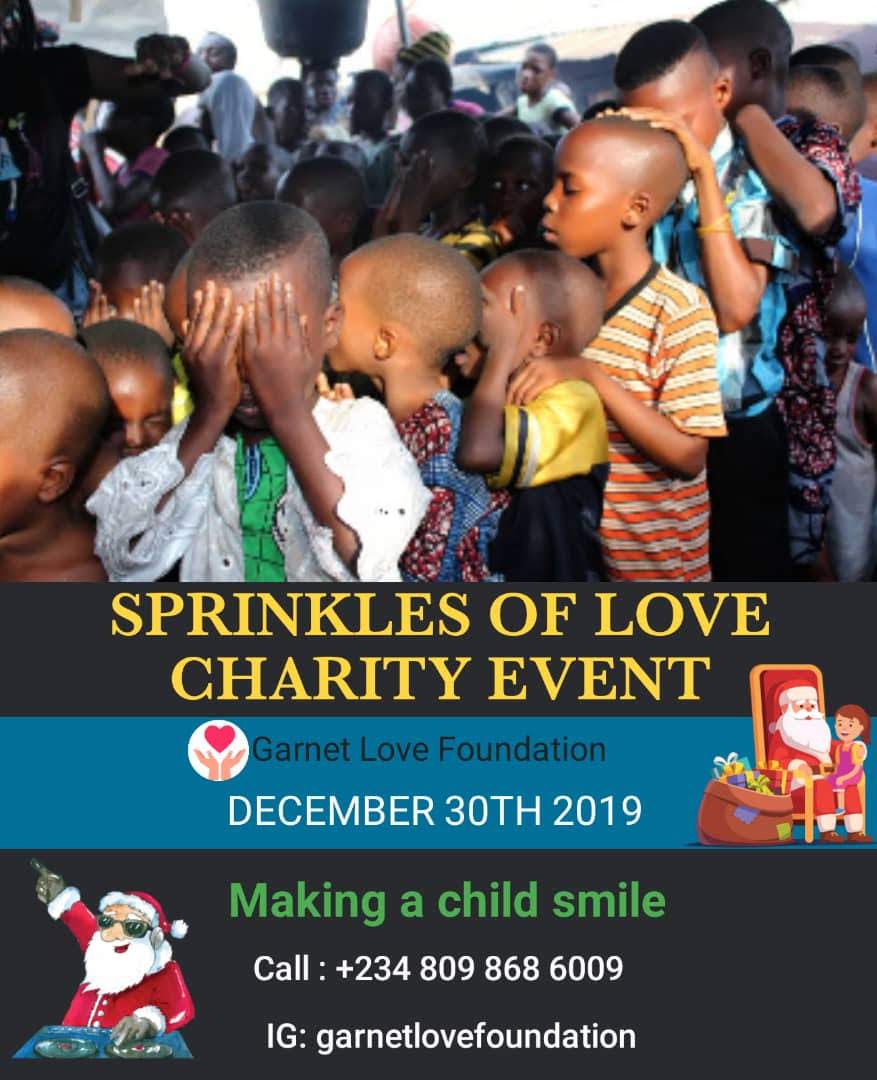 SPRINKLES OF LOVE
CHARITY EVENT
Garnet Love Foundation
DECEMBER 30TH 2019
Making a child smile
Call : +234 809 868 6009
IG: garnetlovefoundation